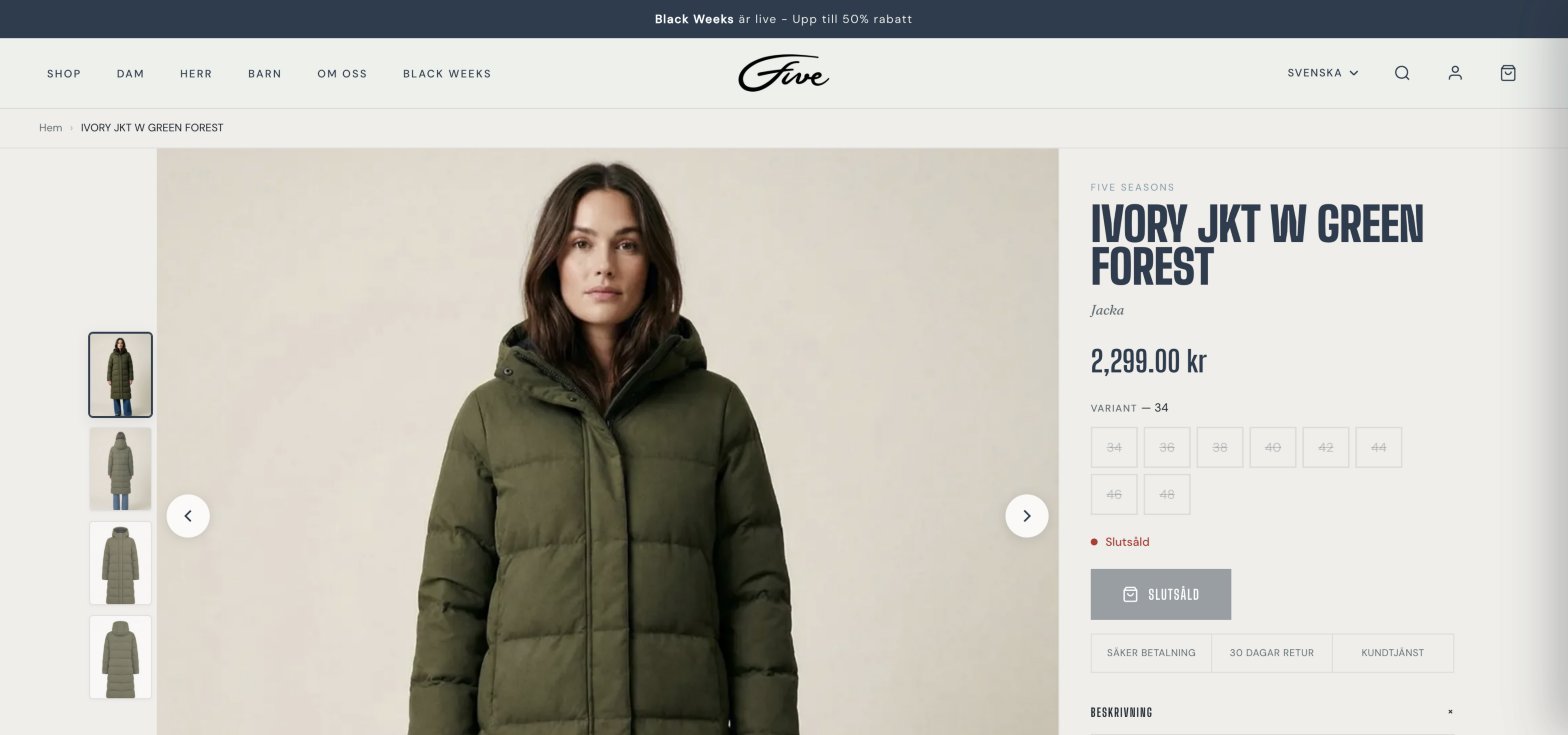 Black Weeks är live - Upp till 50% rabatt
SHOP DAM HERR BARN OM OSS BLACK WEEKS
Five
SVENSKA
Hem › IVORY JKT W GREEN FOREST
FIVE SEASONS
IVORY JKT W GREEN
FOREST
Jacka
2,299.00 kr
VARIANT — 34
34 36 38 40 42 44
46 48
Slutsåld
SLUTSÅLD
SÄKER BETALNING 30 DAGAR RETUR KUNDTJÄNST
BESKRIVNING